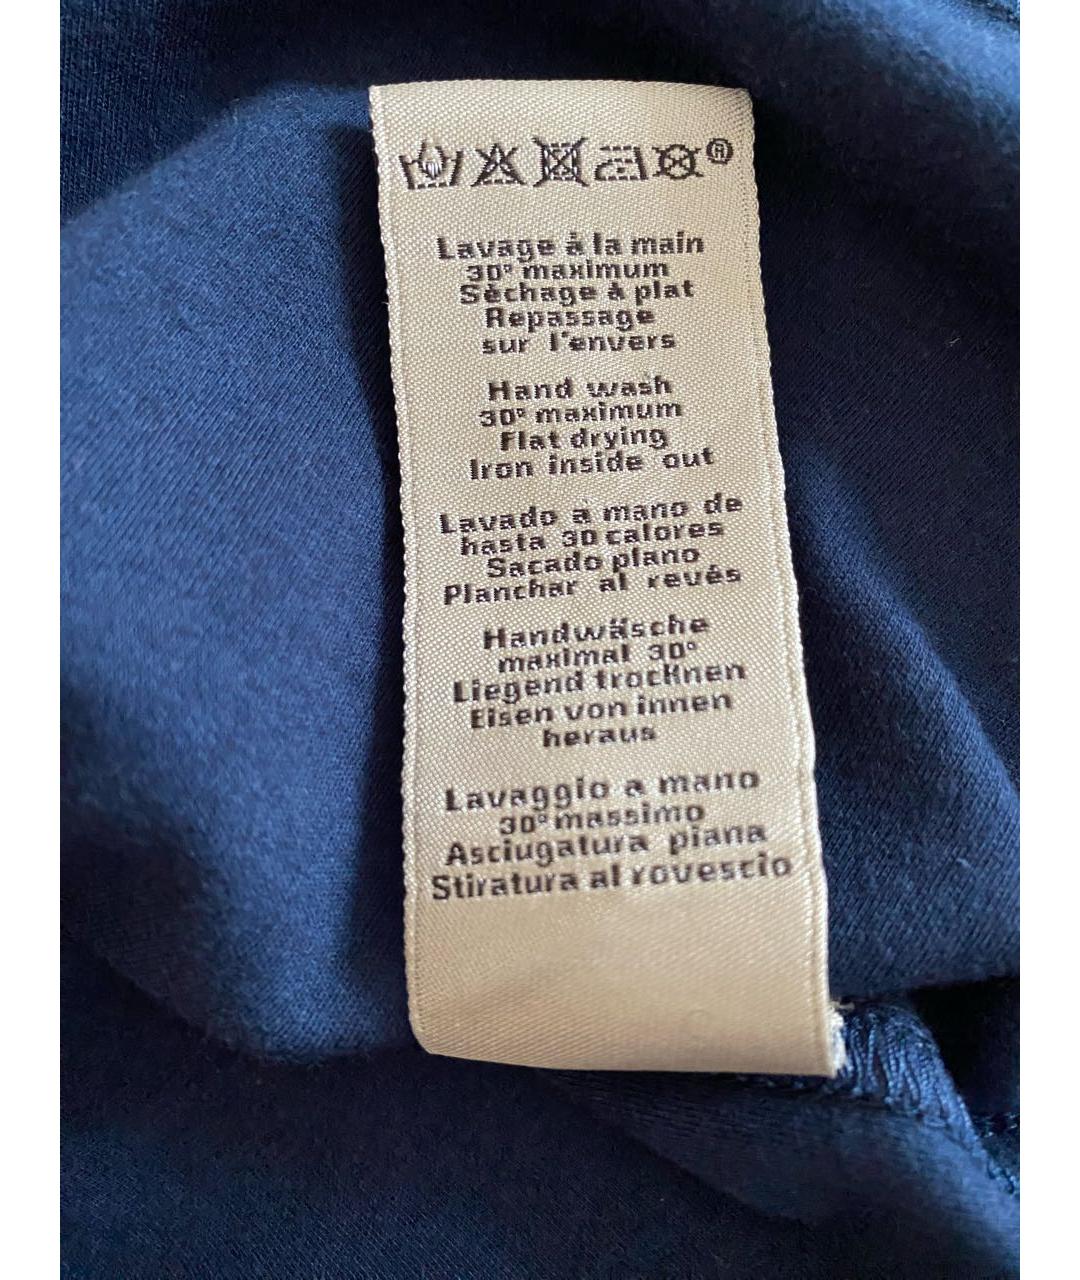 ®
Lavage à la main
30° maximum
Sèchage à plat
Repassage
sur l'envers
Hand wash
30° maximum
Flat drying
Iron inside out
Lavado a mano de
hasta 30 calores
Sacado plano
Planchar al revés
Handwäsche
maximal 30°
Liegend trocknen
Eisen von innen
heraus
Lavaggio a mano
30° massimo
Asciugatura piana
Stiratura al rovescio